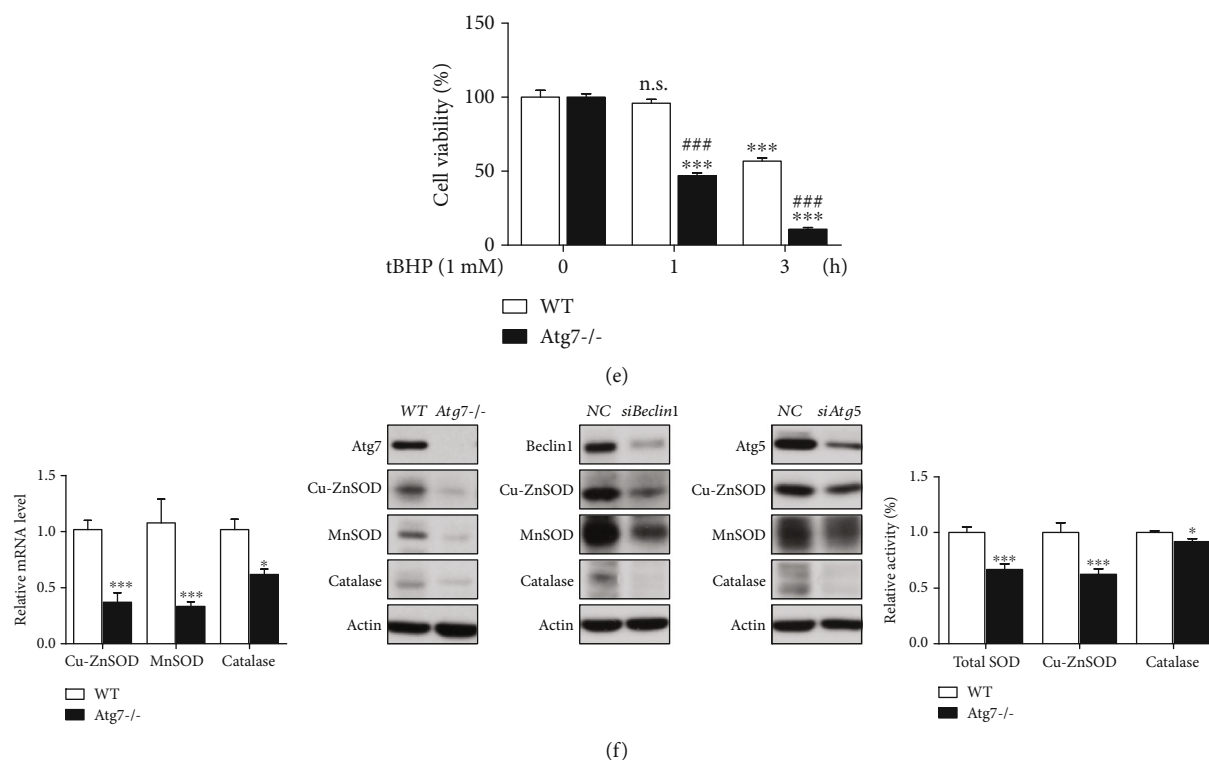 150
100
50
0
Cell viability (%)
n.s.
###
***
***
###
***
tBHP (1 mM)
0
1
3
(h)
WT
Atg7-/-
(e)
1.5
1.0
0.5
0.0
Relative mRNA level
***
***
*
Cu-ZnSOD
MnSOD
Catalase
WT
Atg7-/-
WT Atg7-/-
Atg7
Cu-ZnSOD
MnSOD
Catalase
Actin
NC siBeclin1
Beclin1
Cu-ZnSOD
MnSOD
Catalase
Actin
NC siAtg5
Atg5
Cu-ZnSOD
MnSOD
Catalase
Actin
1.5
1.0
0.5
0.0
Relative activity (%)
***
***
*
Total SOD
Cu-ZnSOD
Catalase
WT
Atg7-/-
(f)